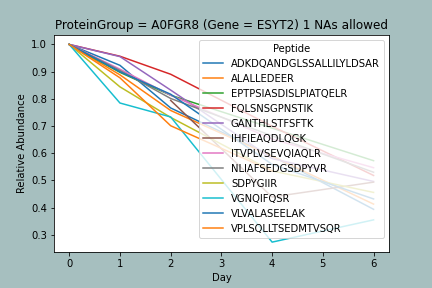 ProteinGroup = A0FGR8 (Gene = ESYT2) 1 NAs allowed
Relative Abundance
1.0
0.9
0.8
0.7
0.6
0.5
0.4
0.3
Peptide
ADKDQANDGLSSALLILYLDSAR
ALALLEDEER
EPTPSIASDISLPIATQELR
FQLSNSGPNSTIK
GANTHLSTFSFTK
IHFIEAQDLQGK
ITVPLVSEVQIAQLR
NLIAFSEDGSDPYVR
SDPYGIIR
VGNQIFQSR
VLVALASEELAK
VPLSQLLTSEDMTVSQR
0 1 2 3 4 5 6
Day